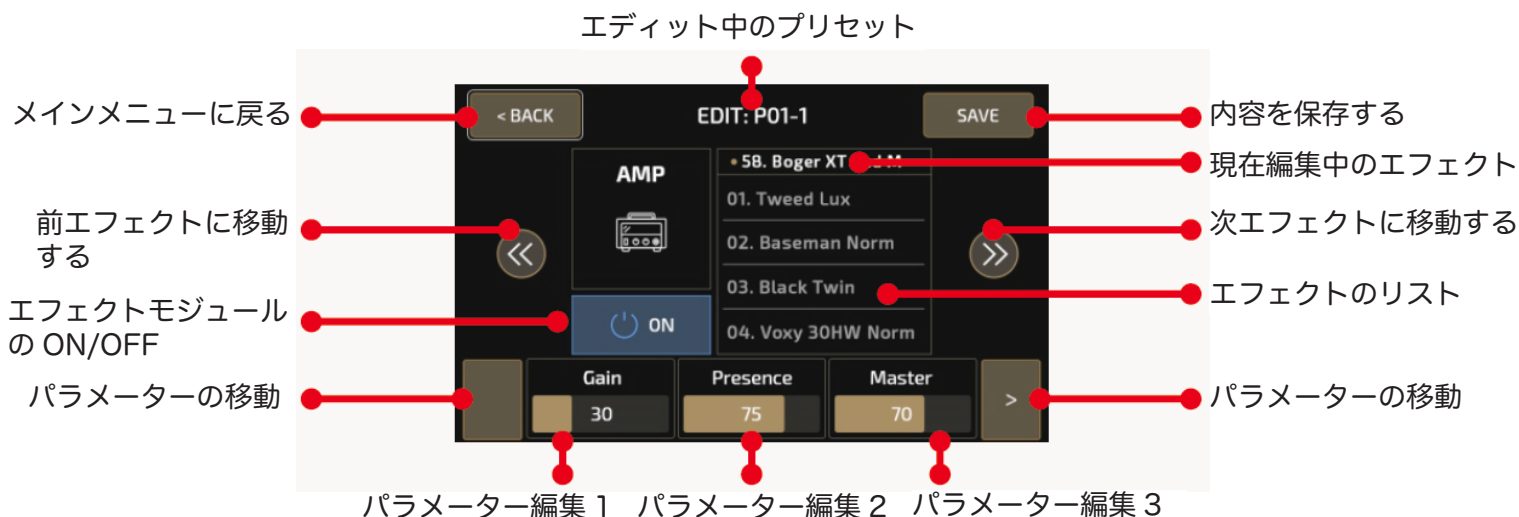 エディット中のプリセット
メインメニューに戻る
< BACK
EDIT: P01-1
SAVE
内容を保存する
AMP
• 58. Boger XT M
現在編集中のエフェクト
01. Tweed Lux
前エフェクトに移動
する
02. Baseman Norm
次エフェクトに移動する
03. Black Twin
エフェクトのリスト
エフェクトモジュール
の ON/OFF
ON
04. Voxy 30HW Norm
パラメーターの移動
Gain
Presence
Master
30
75
70
>
パラメーターの移動
パラメーター編集 1
パラメーター編集 2
パラメーター編集 3